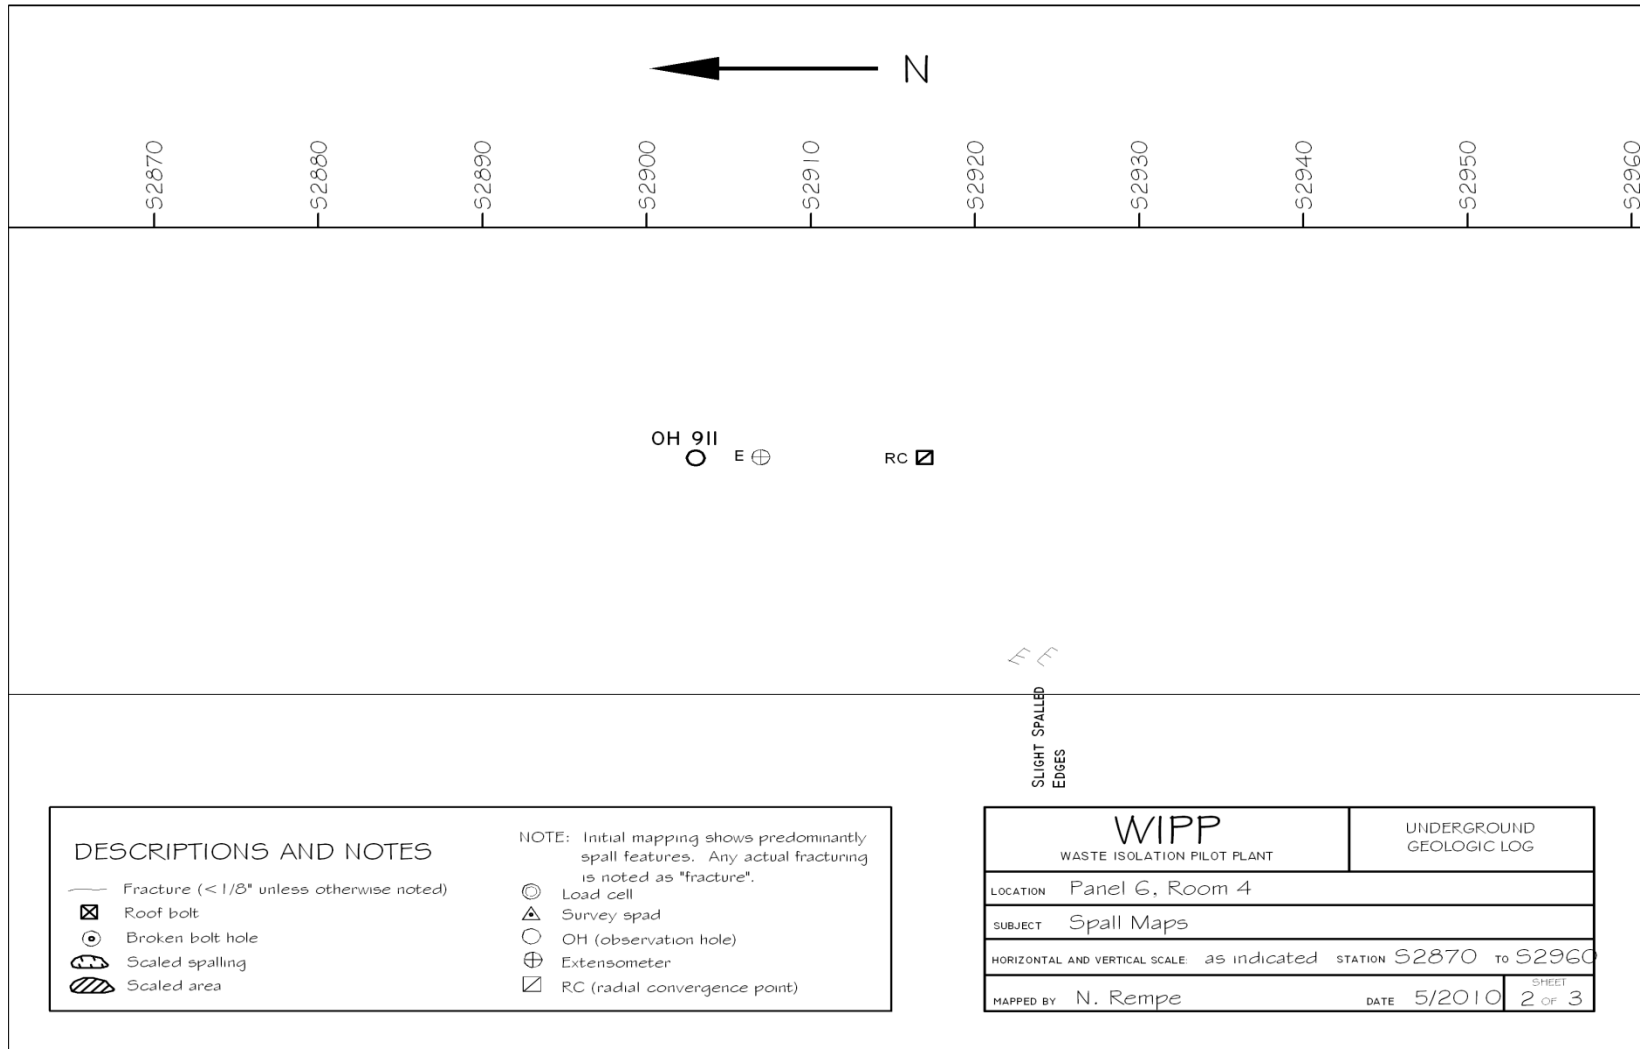 N
S2870
S2880
S2890
S2900
S2910
S2920
S2930
S2940
S2950
S2960
OH 911
E
RC
SLIGHT SPALLED
EDGES
DESCRIPTIONS AND NOTES
Fracture (<1/8" unless otherwise noted)
Roof bolt
Broken bolt hole
Scaled spalling
Scaled area
NOTE: Initial mapping shows predominantly
spall features. Any actual fracturing
is noted as "fracture".
Load cell
Survey spad
OH (observation hole)
Extensometer
RC (radial convergence point)
WIPP
WASTE ISOLATION PILOT PLANT
UNDERGROUND
GEOLOGIC LOG
LOCATION Panel 6, Room 4
SUBJECT Spall Maps
HORIZONTAL AND VERTICAL SCALE: as indicated STATION S2870 TO S2960
MAPPED BY N. Rempe DATE 5/2010 SHEET
2 OF 3